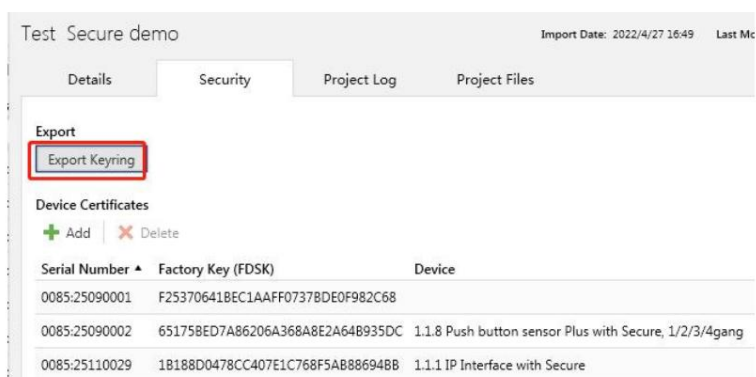 Test Secure demo Import Date: 2022/4/27 16:49 Last Mo
Details Security Project Log Project Files
Export
Export Keyring
Device Certificates
Add Delete
Serial Number Factory Key (FDSK) Device
0085:25090001 F25370641BEC1AAFF0737BDE0F982C68
0085:25090002 65175BED7A86206A368A8E2A64B935DC 1.1.8 Push button sensor Plus with Secure, 1/2/3/4gang
0085:25110029 1B188D0478CC407E1C768F5AB88694BB 1.1.1 IP Interface with Secure